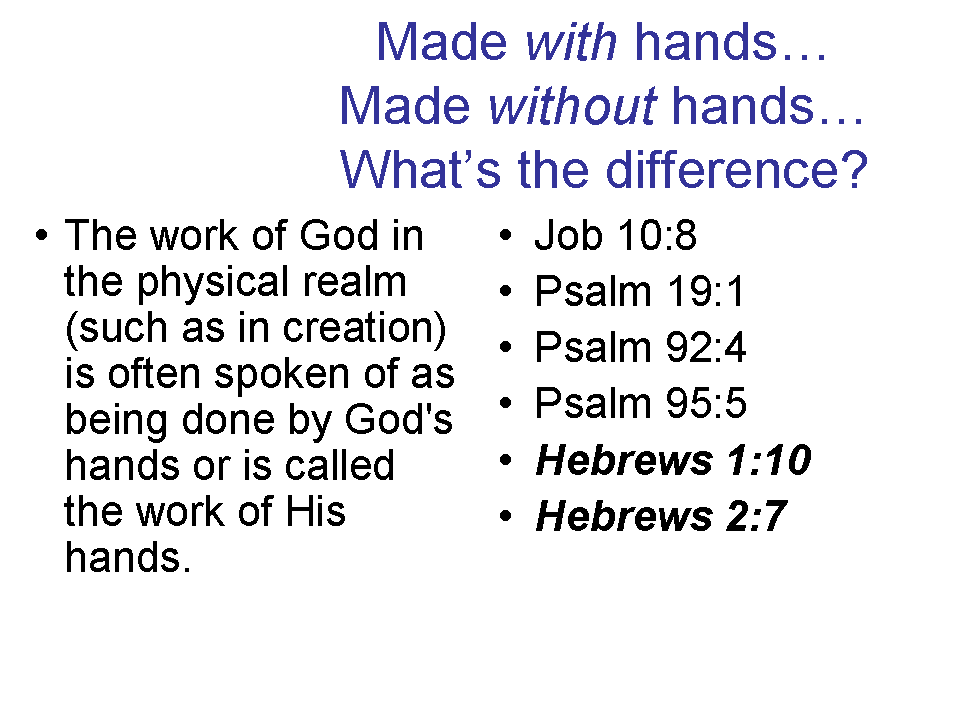 Made with hands…
Made without hands…
What’s the difference?
• The work of God in
the physical realm
(such as in creation)
is often spoken of as
being done by God's
hands or is called
the work of His
hands.
• Job 10:8
• Psalm 19:1
• Psalm 92:4
• Psalm 95:5
• Hebrews 1:10
• Hebrews 2:7